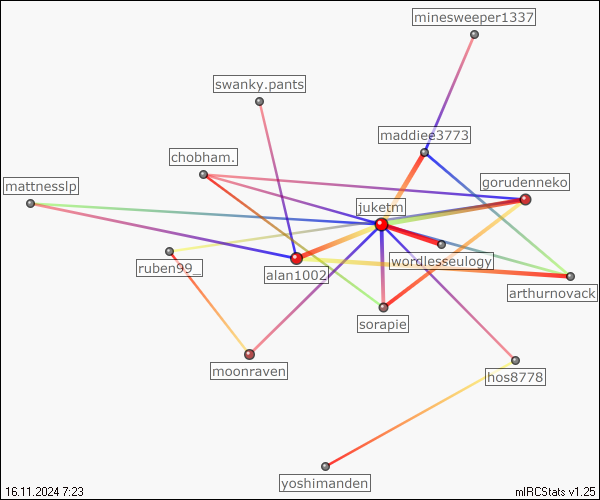 minesweeper1337
swanky.pants
maddiee3773
chobham.
mattnesslp
gorudenneko
juketm
wordlesseulogy
ruben99_
alan1002
arthurnovack
sorapie
moonraven
hos8778
yoshimanden
16.11.2024 7:23
mIRCStats v1.25